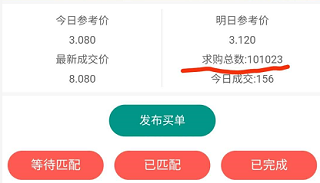 今日参考价 明日参考价
3.080 3.120
最新成交价 求购总数:101023
8.080 今日成交:156
发布买单
等待匹配 已匹配 已完成